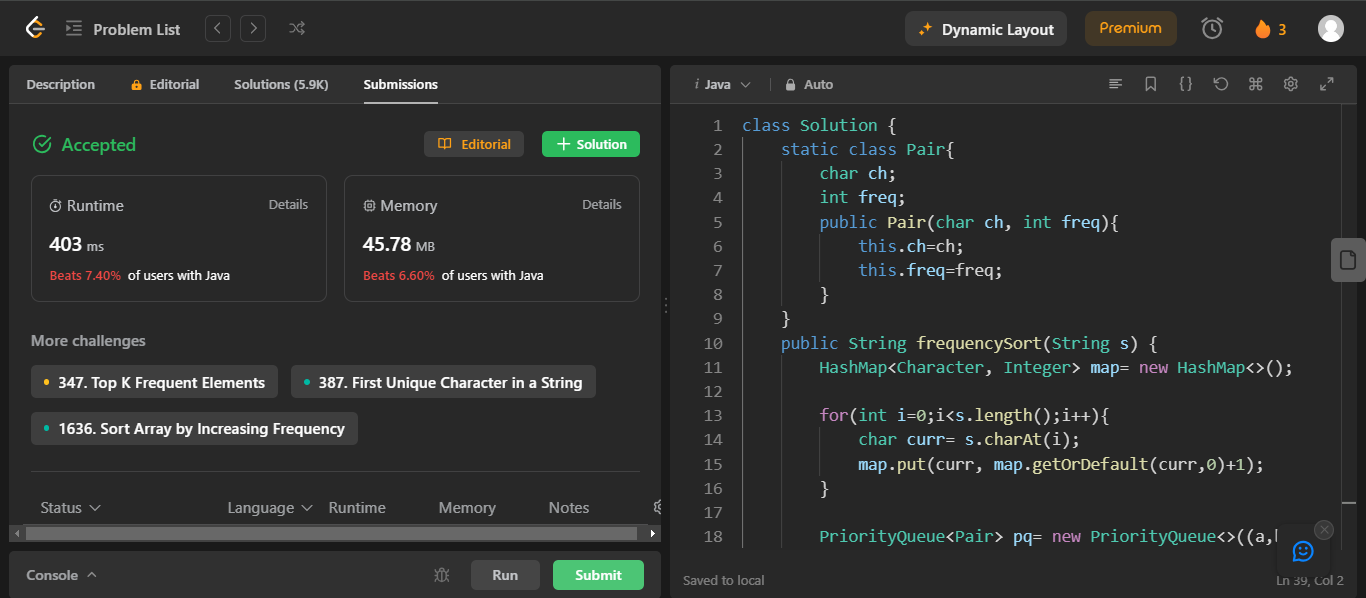 Problem List
Dynamic Layout
Premium
3
Description
Editorial
Solutions (5.9K)
Submissions
Accepted
Editorial
+ Solution
Runtime
Details
403 ms
Beats 7.40% of users with Java
Memory
Details
45.78 MB
Beats 6.60% of users with Java
More challenges
347. Top K Frequent Elements
387. First Unique Character in a String
1636. Sort Array by Increasing Frequency
Status
Language
Runtime
Memory
Notes
Console
Run
Submit
i Java
Auto
1 class Solution {
2 static class Pair{
3 char ch;
4 int freq;
5 public Pair(char ch, int freq){
6 this.ch=ch;
7 this.freq=freq;
8 }
9 }
10 public String frequencySort(String s) {
11 HashMap<Character, Integer> map= new HashMap<>();
12
13 for(int i=0;i<s.length();i++){
14 char curr= s.charAt(i);
15 map.put(curr, map.getOrDefault(curr,0)+1);
16 }
17
18 PriorityQueue<Pair> pq= new PriorityQueue<>((a,
Saved to local
Ln 39, Col 2